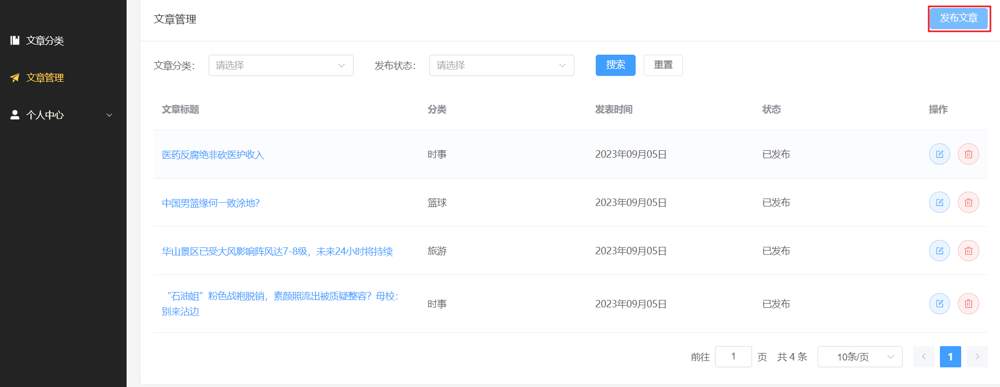 文章管理
发布文章
文章分类
文章管理
个人中心
文章分类：
请选择
发布状态：
请选择
搜索
重置
文章标题
分类
发表时间
状态
操作
医药反腐绝非砍医护收入
时事
2023年09月05日
已发布
中国男篮缘何一败涂地？
篮球
2023年09月05日
已发布
华山景区已受大风影响阵风达7-8级，未来24小时将持续
旅游
2023年09月05日
已发布
“石油姐”粉色战袍脱销，素颜照流出被质疑整容？母校：
别来沾边
时事
2023年09月05日
已发布
前往
1
页
共 4 条
10条/页
1